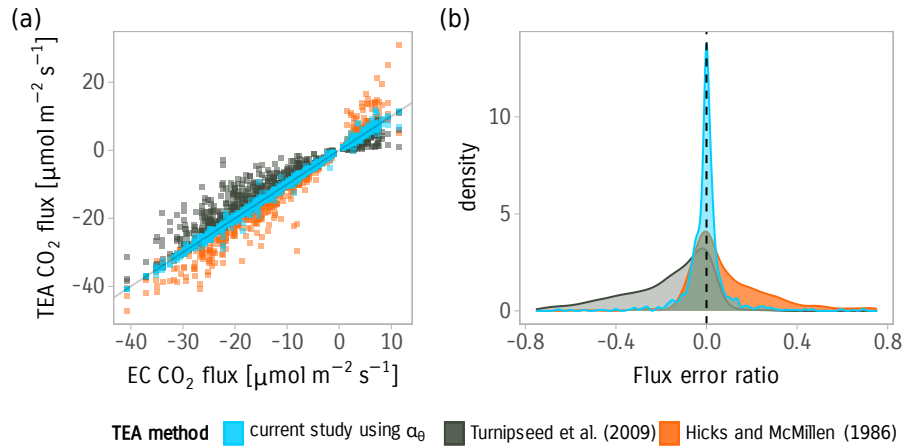 (a)
(b)
TEA CO₂ flux [μmol m⁻² s⁻¹]
20
0
−20
−40
−40 −30 −20 −10 0 10
EC CO₂ flux [μmol m⁻² s⁻¹]
density
10
5
0
−0.8 −0.4 0.0 0.4 0.8
Flux error ratio
TEA method current study using αθ Turnipseed et al. (2009) Hicks and McMillen (1986)